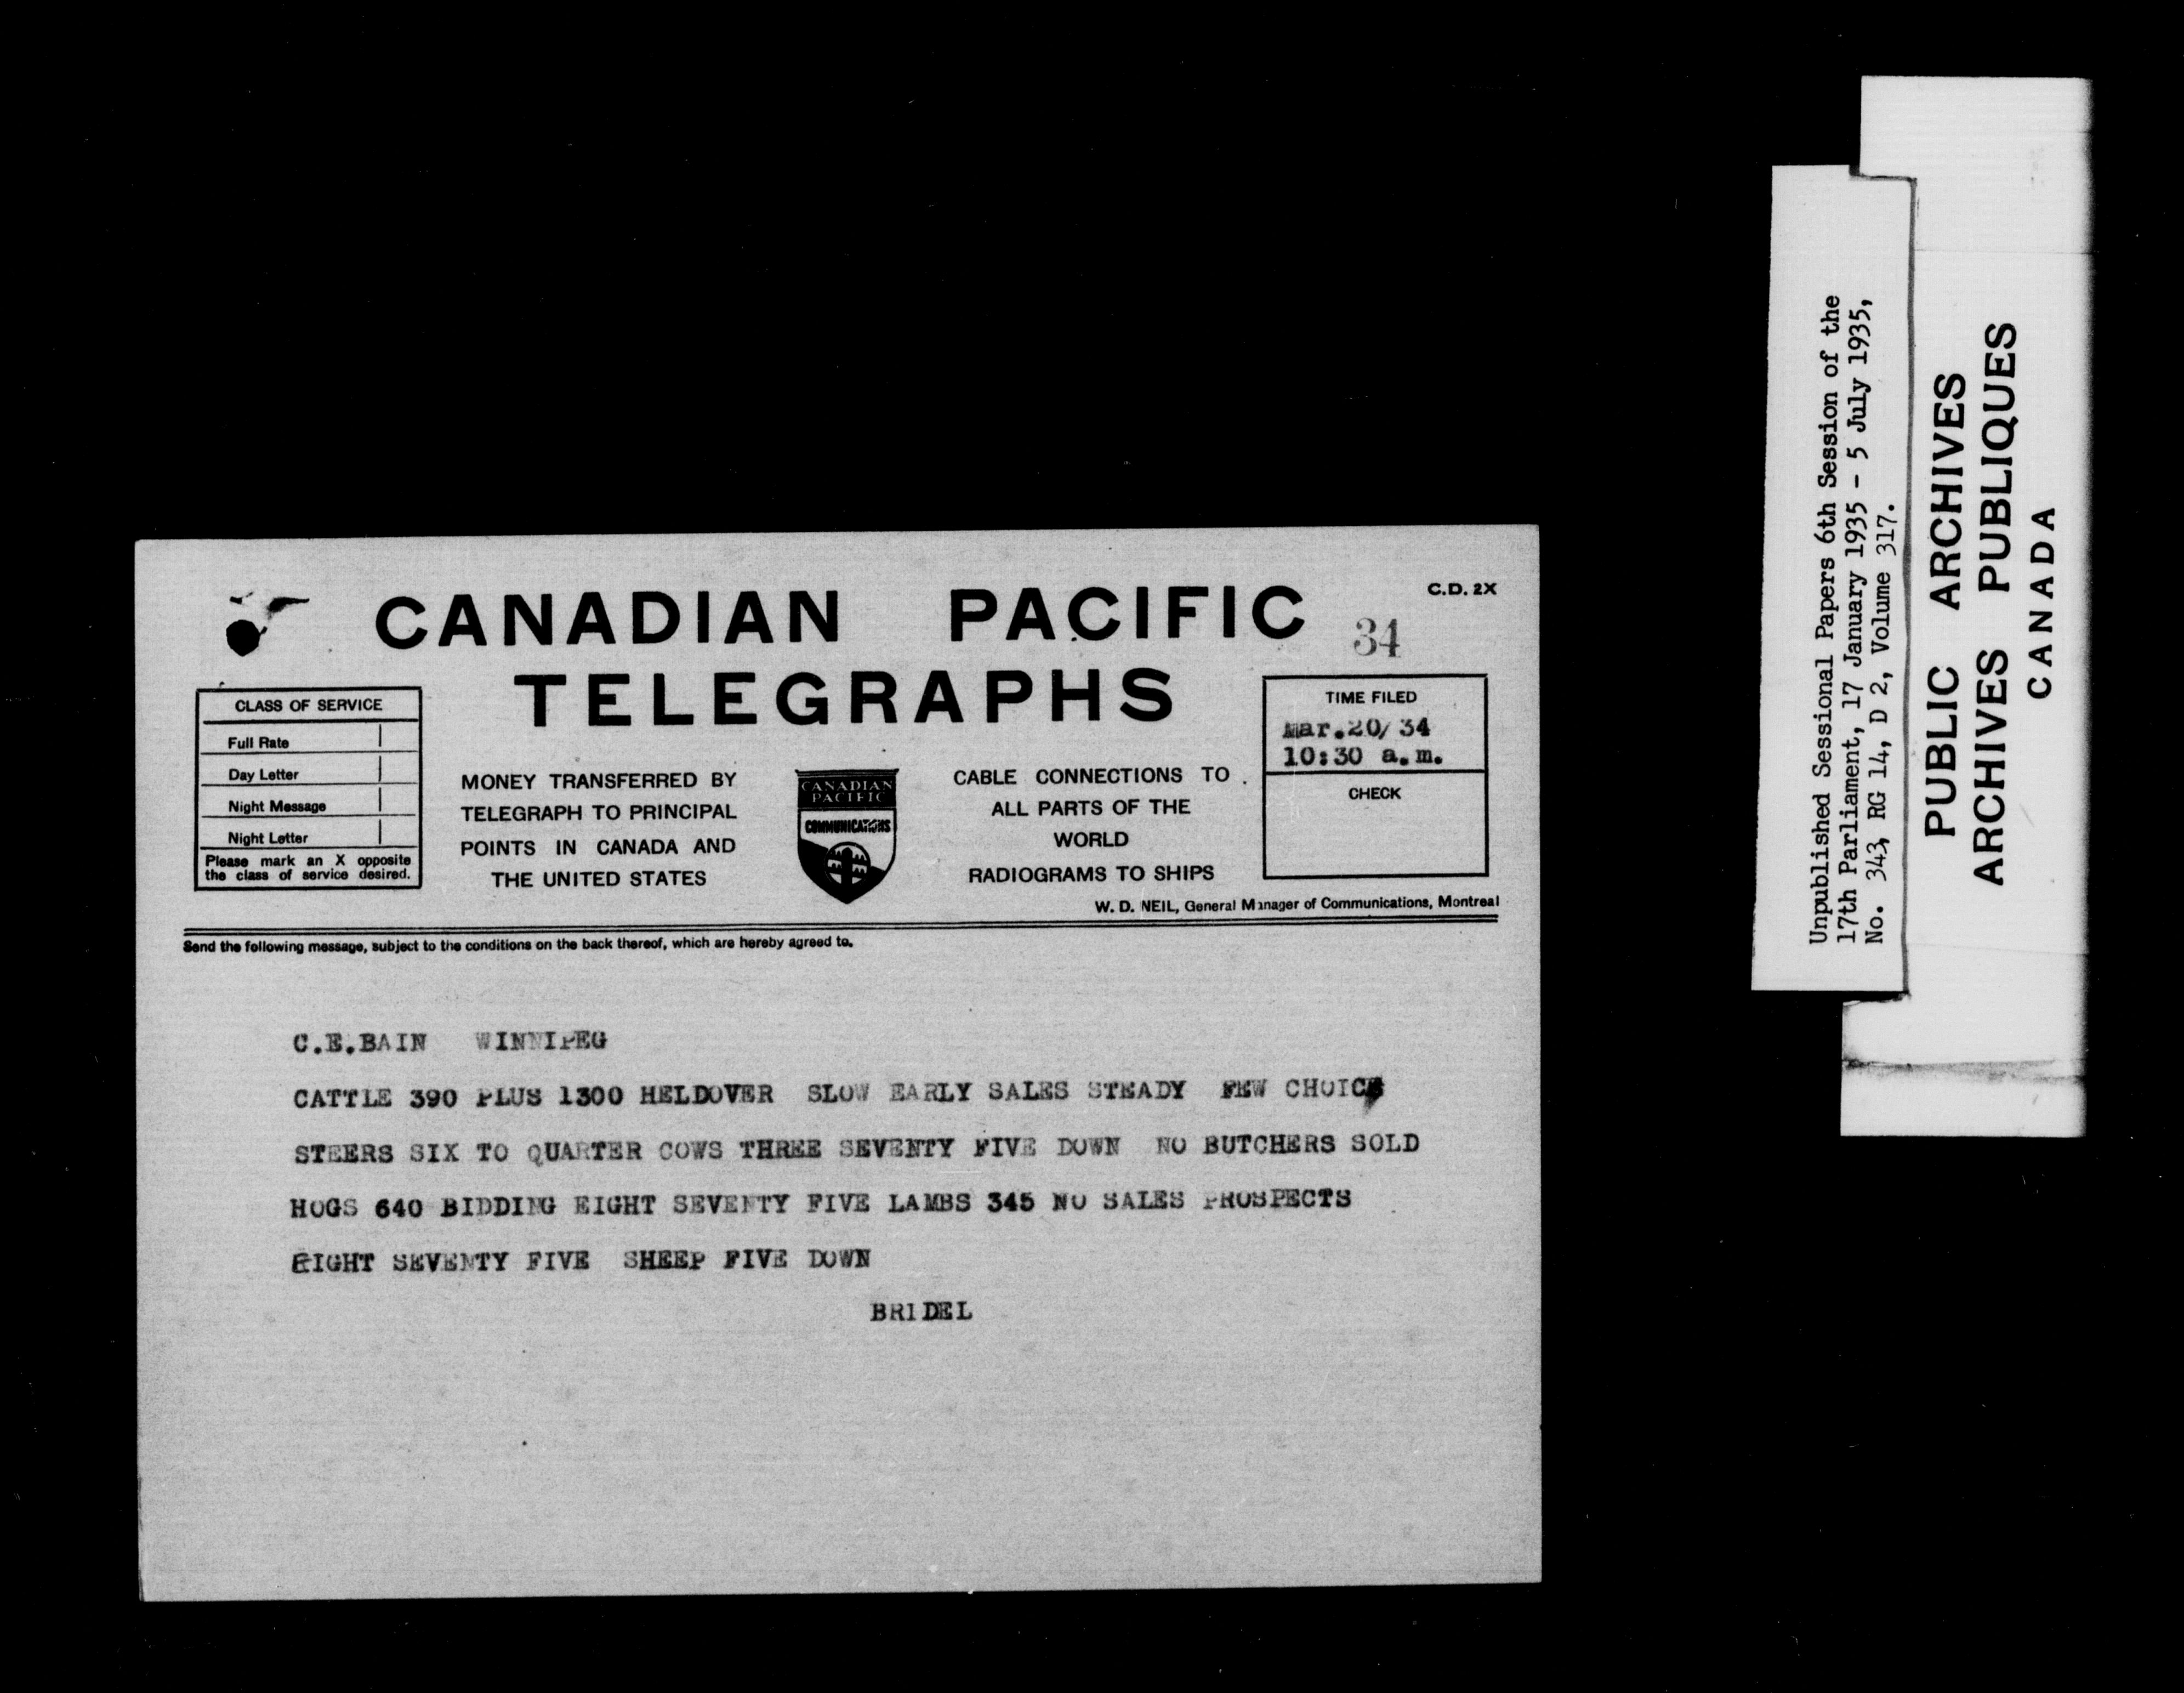 C.D. 2X
CANADIAN PACIFIC
34
TELEGRAPHS
CLASS OF SERVICE
Full Rate
Day Letter
Night Message
Night Letter
Please mark an X opposite
the class of service desired.
MONEY TRANSFERRED BY
TELEGRAPH TO PRINCIPAL
POINTS IN CANADA AND
THE UNITED STATES
CANADIAN
PACIFIC
COMMUNICATIONS
CABLE CONNECTIONS TO
ALL PARTS OF THE
WORLD
RADIOGRAMS TO SHIPS
TIME FILED
Mar.20/34
10:30 a.m.
CHECK
W. D. NEIL, General Manager of Communications, Montreal
Send the following message, subject to the conditions on the back thereof, which are hereby agreed to.
C.E.BAIN WINNIPEG
CATTLE 390 PLUS 1300 HELDOVER SLOW EARLY SALES STEADY FEW CHOICE
STEERS SIX TO QUARTER COWS THREE SEVENTY FIVE DOWN NO BUTCHERS SOLD
HOGS 640 BIDDING EIGHT SEVENTY FIVE LAMBS 345 NO SALES PROSPECTS
EIGHT SEVENTY FIVE SHEEP FIVE DOWN
BRIDEL
Unpublished Sessional Papers 6th Session of the
17th Parliament, 17 January 1935 - 5 July 1935,
No. 343, RG 14, D 2, Volume 317.
PUBLIC ARCHIVES
ARCHIVES PUBLIQUES
CANADA